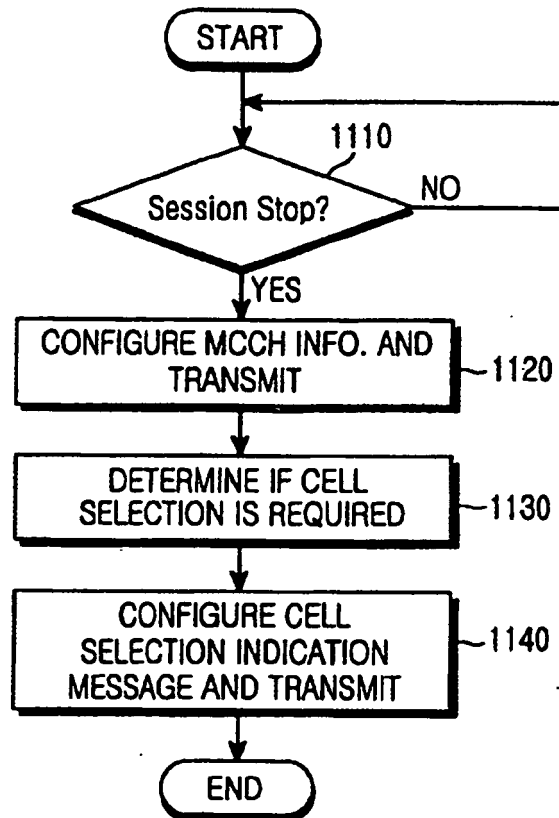 START
1110
Session Stop?
NO
YES
CONFIGURE MCCH INFO. AND
TRANSMIT
1120
DETERMINE IF CELL
SELECTION IS REQUIRED
1130
CONFIGURE CELL
SELECTION INDICATION
MESSAGE AND TRANSMIT
1140
END